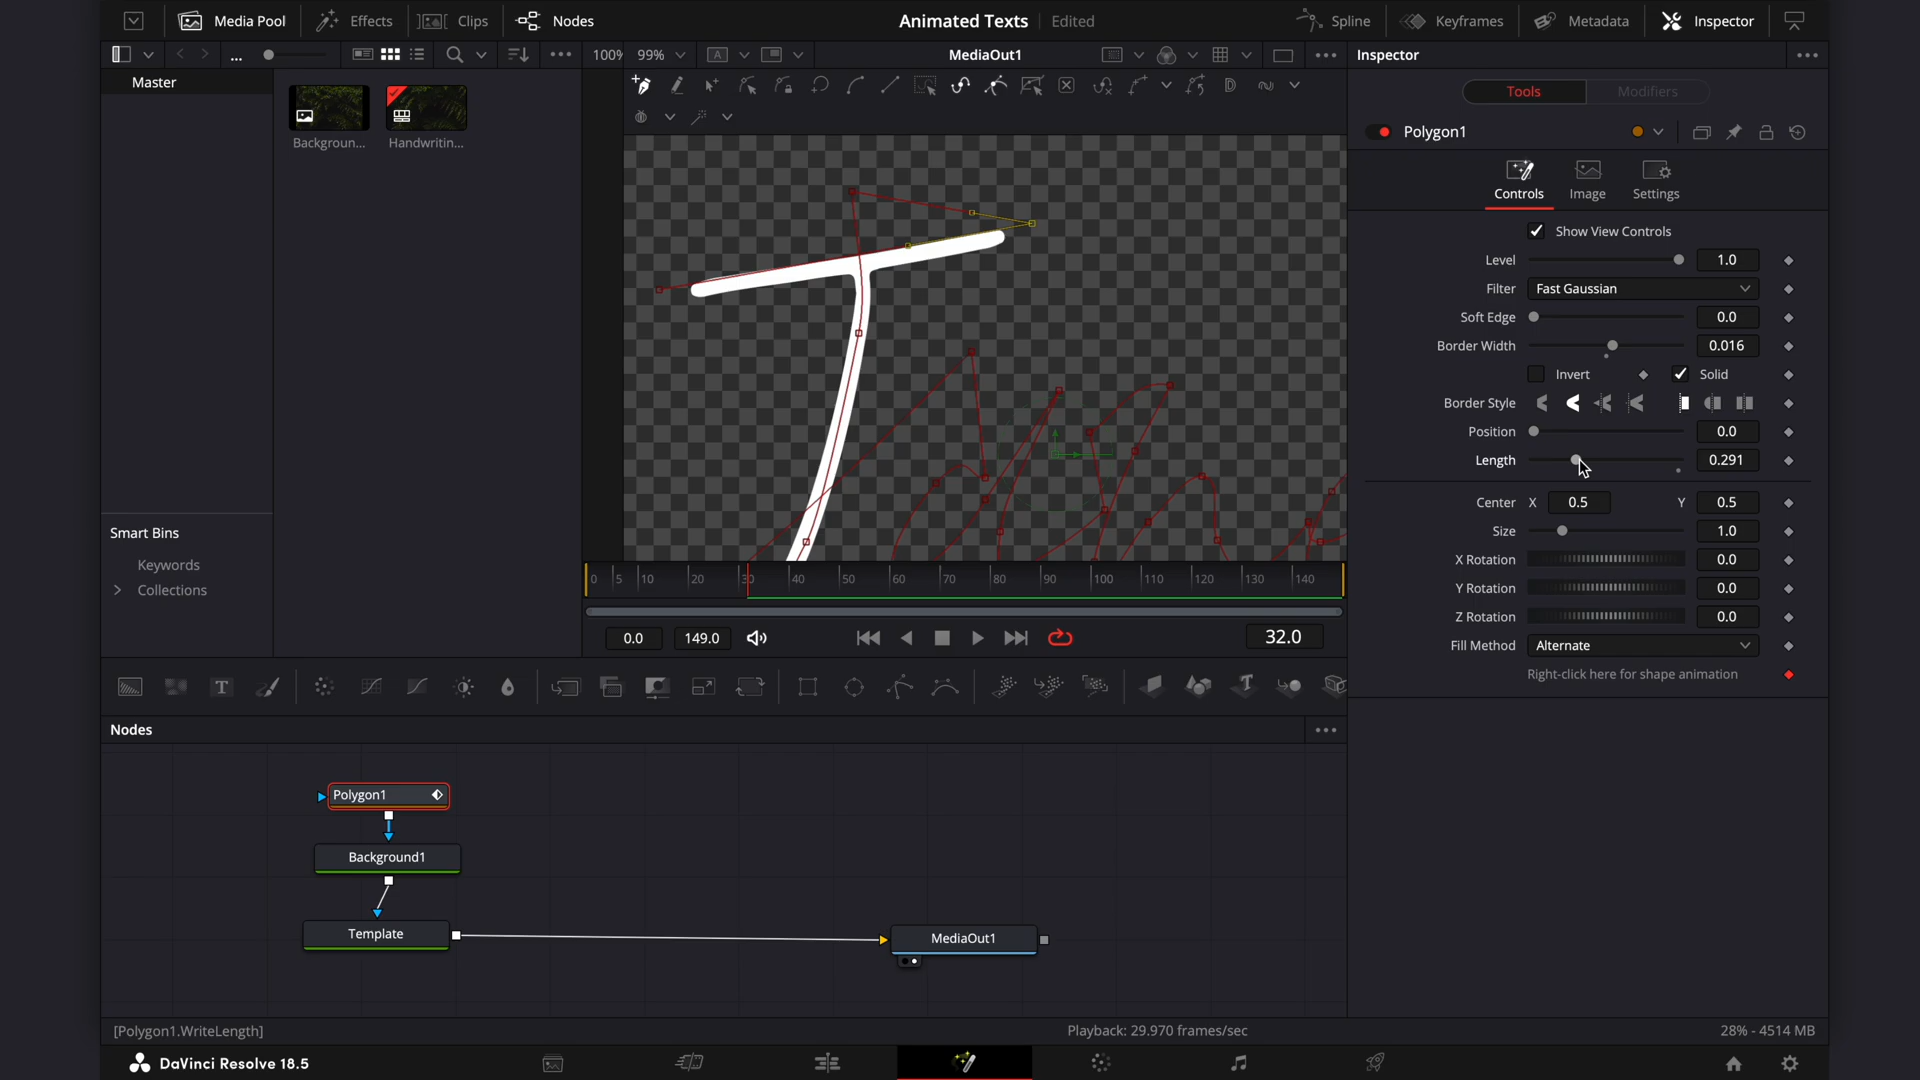 Media Pool Effects Clips Nodes Animated Texts Edited Spline Keyframes Metadata Inspector
... 100% 99% A MediaOut1 Inspector
Master
Backgroun... Handwritin...
Tools Modifiers
Polygon1
Controls Image Settings
Show View Controls
Level 1.0
Filter Fast Gaussian
Soft Edge 0.0
Border Width 0.016
Invert Solid
Border Style
Position 0.0
Length 0.291
Center X 0.5 Y 0.5
Size 1.0
X Rotation 0.0
Y Rotation 0.0
Z Rotation 0.0
Fill Method Alternate
Right-click here for shape animation
Smart Bins
Keywords
Collections
0 5 10 20 30 40 50 60 70 80 90 100 110 120 130 140
0.0 149.0 32.0
T T
Nodes
Polygon1
Background1
Template
MediaOut1
[Polygon1.WriteLength] Playback: 29.970 frames/sec 28% - 4514 MB
DaVinci Resolve 18.5